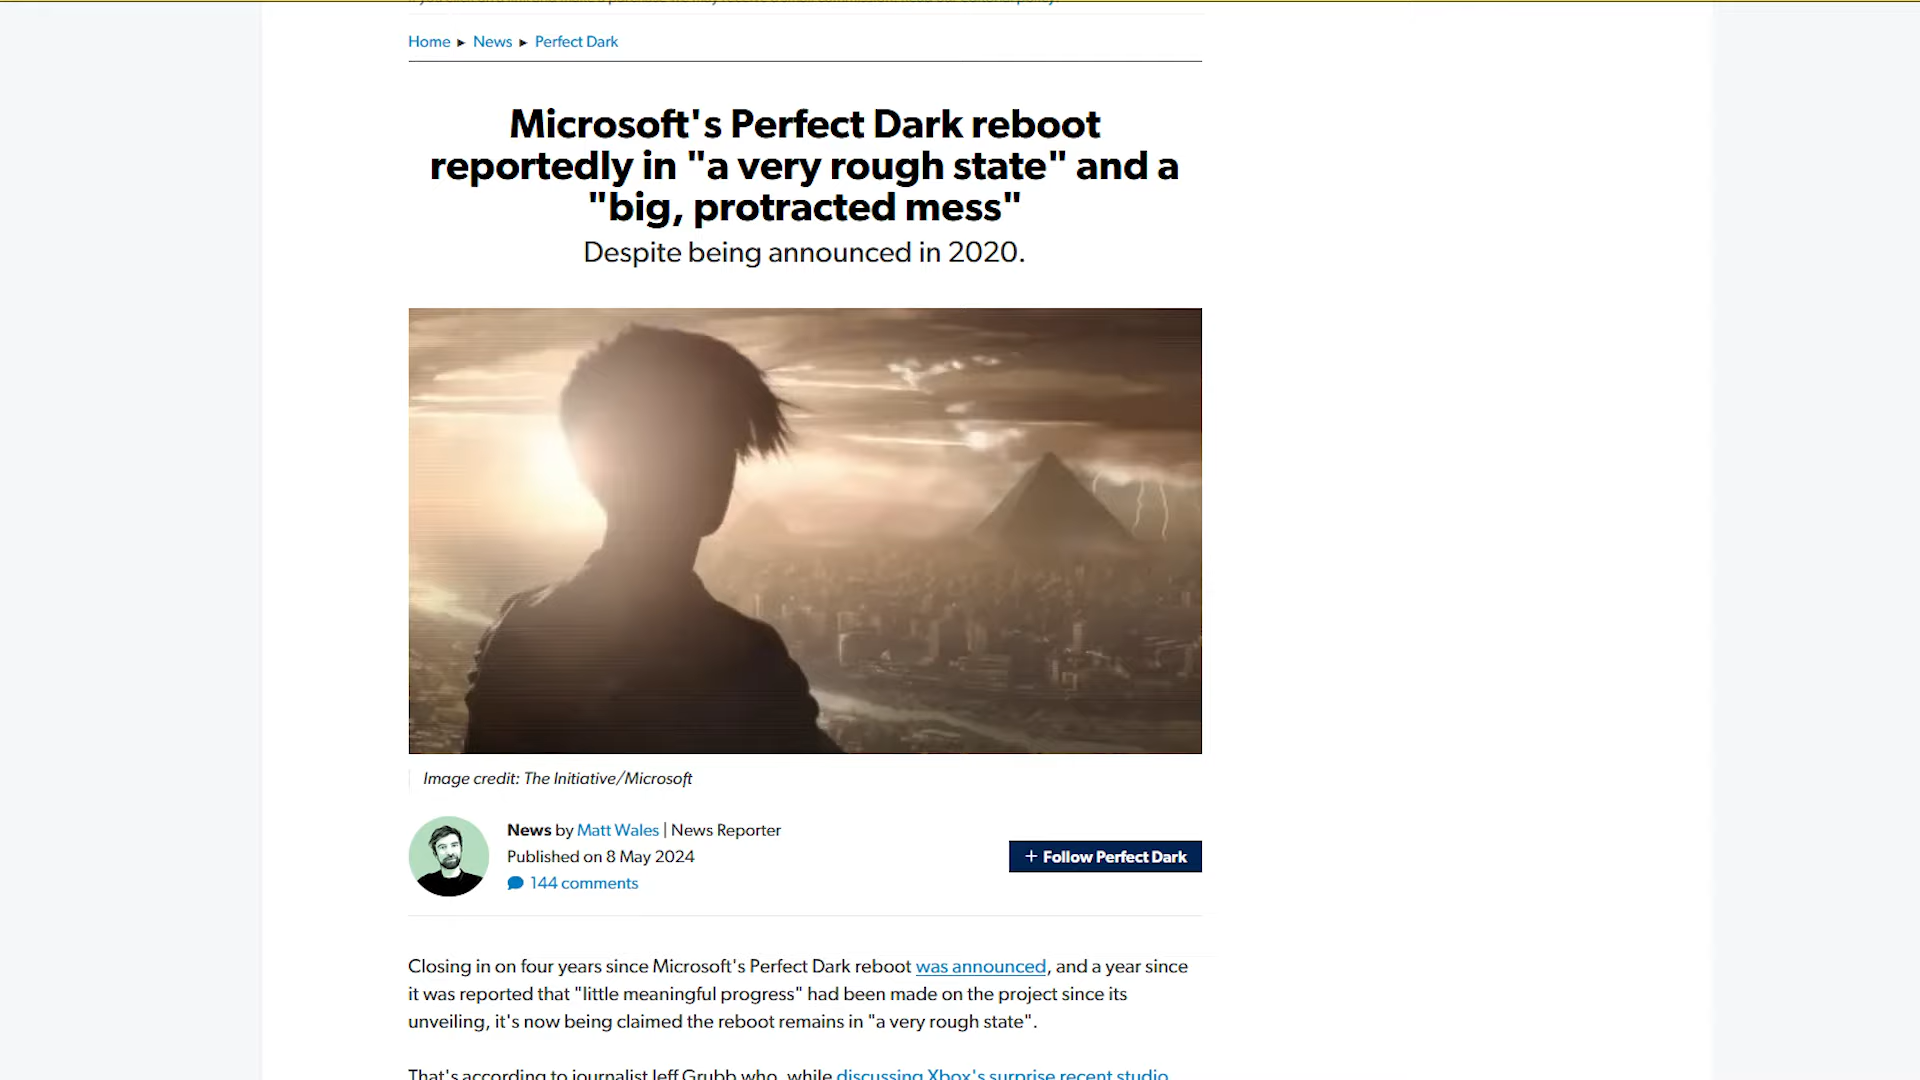 Home ▸ News ▸ Perfect Dark
Microsoft's Perfect Dark reboot
reportedly in "a very rough state" and a
"big, protracted mess"
Despite being announced in 2020.
Image credit: The Initiative/Microsoft
News by Matt Wales | News Reporter
Published on 8 May 2024
+ Follow Perfect Dark
144 comments
Closing in on four years since Microsoft's Perfect Dark reboot was announced, and a year since
it was reported that "little meaningful progress" had been made on the project since its
unveiling, it's now being claimed the reboot remains in "a very rough state".
That's according to journalist Jeff Grubb who, while discussing Xbox's surprise recent studio